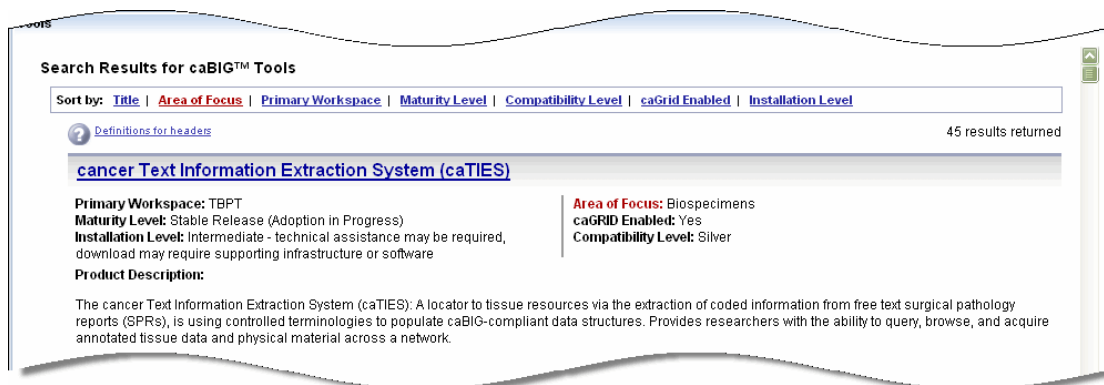 Search Results for caBIG™ Tools
Sort by: Title | Area of Focus | Primary Workspace | Maturity Level | Compatibility Level | caGrid Enabled | Installation Level
Definitions for headers
45 results returned
cancer Text Information Extraction System (caTIES)
Primary Workspace: TBPT
Maturity Level: Stable Release (Adoption in Progress)
Installation Level: Intermediate - technical assistance may be required,
download may require supporting infrastructure or software
Area of Focus: Biospecimens
caGRID Enabled: Yes
Compatibility Level: Silver
Product Description:
The cancer Text Information Extraction System (caTIES): A locator to tissue resources via the extraction of coded information from free text surgical pathology
reports (SPRs), is using controlled terminologies to populate caBIG-compliant data structures. Provides researchers with the ability to query, browse, and acquire
annotated tissue data and physical material across a network.